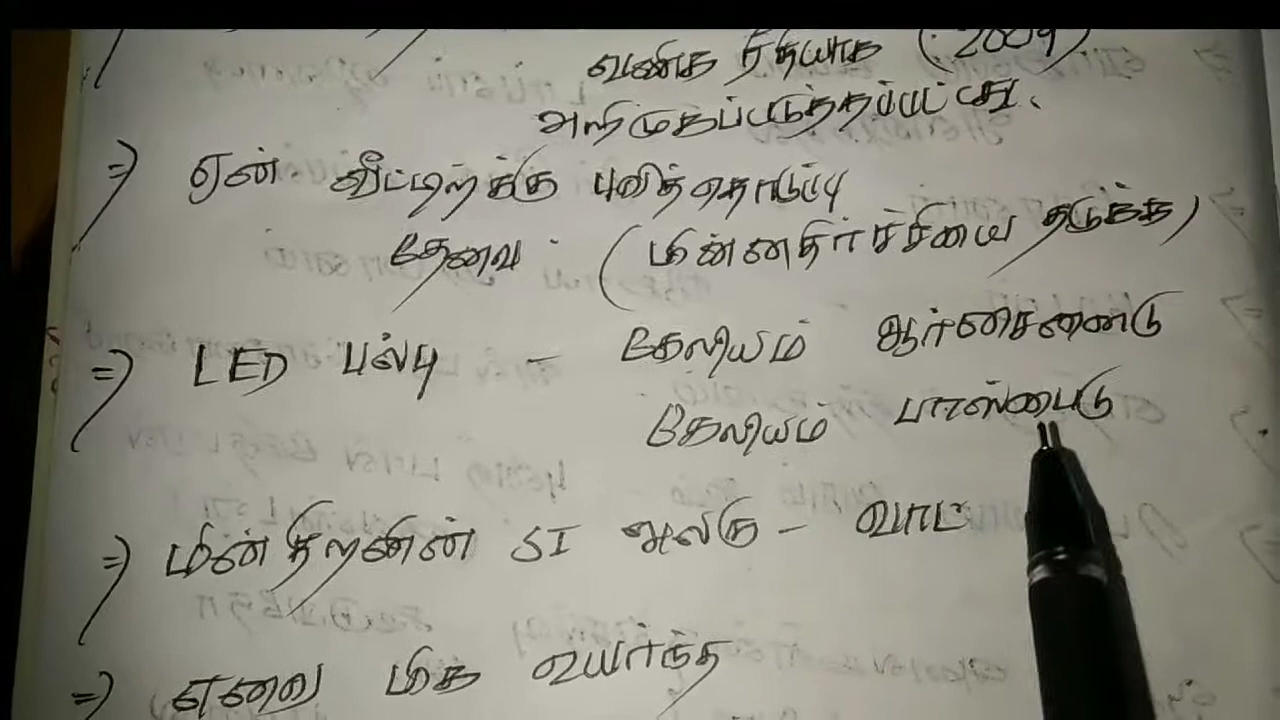 வணிக ரீதியாக (2009)
அறிமுகப்படுத்தப்பட்டது.
=) ஏன் வீட்டிற்க்கு புவித்தொடுப்பு
தேவை (மின்னதிர்ச்சியை தடுக்க)
=) LED பல்பு - கேலியம் ஆர்சைனைடு
கேலியம் பாஸ்பைடு
=) மின்திறனின் SI அலகு - வாட்
=) எவை மிக உயர்ந்த